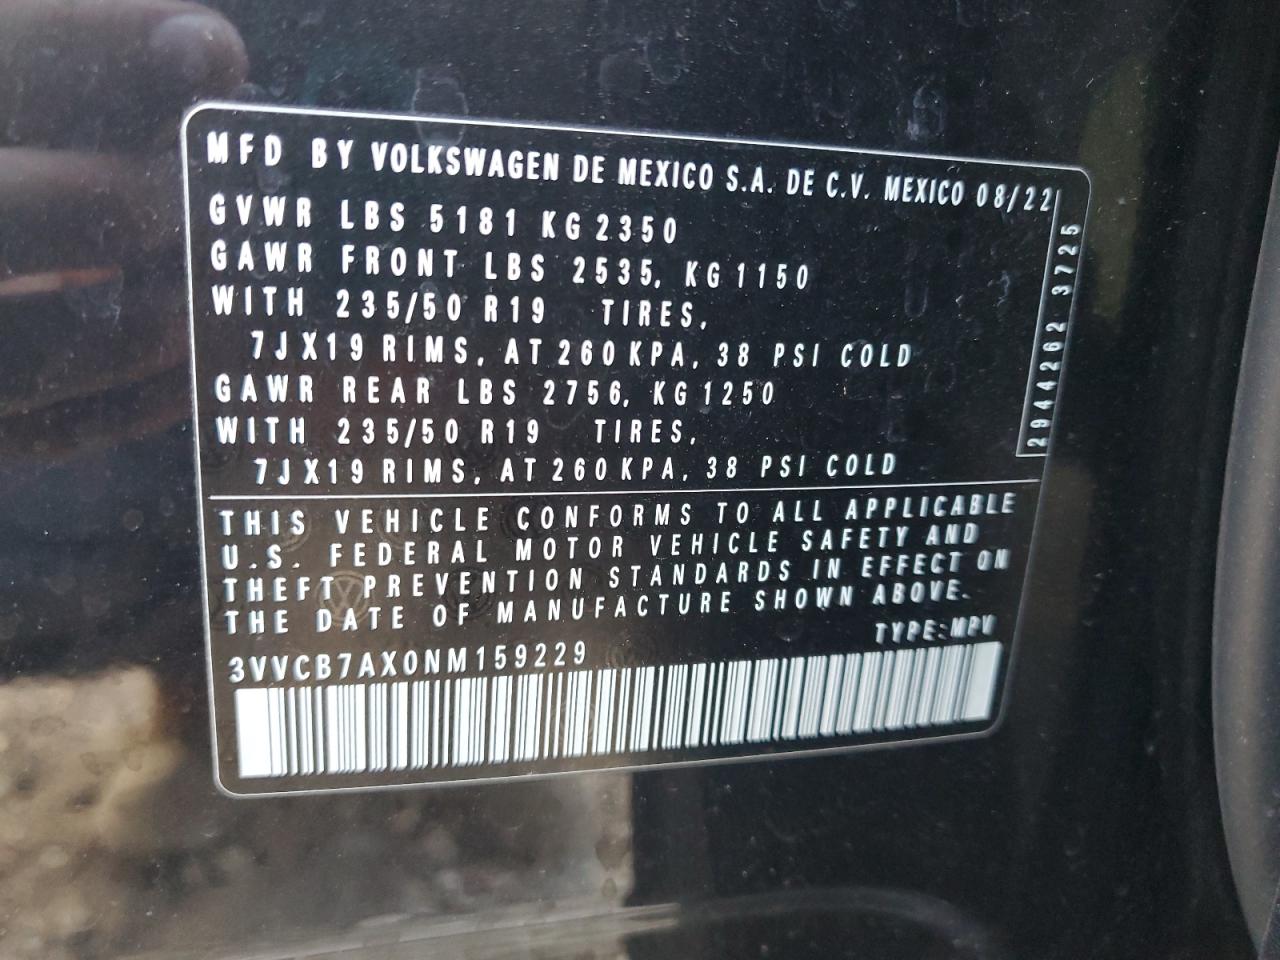 MFD BY VOLKSWAGEN DE MEXICO S.A. DE C.V. MEXICO 08/22
GVWR LBS 5181 KG 2350
GAWR FRONT LBS 2535, KG 1150
WITH 235/50 R19 TIRES,
7JX19 RIMS, AT 260 KPA, 38 PSI COLD
GAWR REAR LBS 2756, KG 1250
WITH 235/50 R19 TIRES,
7JX19 RIMS, AT 260 KPA, 38 PSI COLD
2944262 3725
THIS VEHICLE CONFORMS TO ALL APPLICABLE
U.S. FEDERAL MOTOR VEHICLE SAFETY AND
THEFT PREVENTION STANDARDS IN EFFECT ON
THE DATE OF MANUFACTURE SHOWN ABOVE.
TYPE:MPV
3VVCB7AX0NM159229